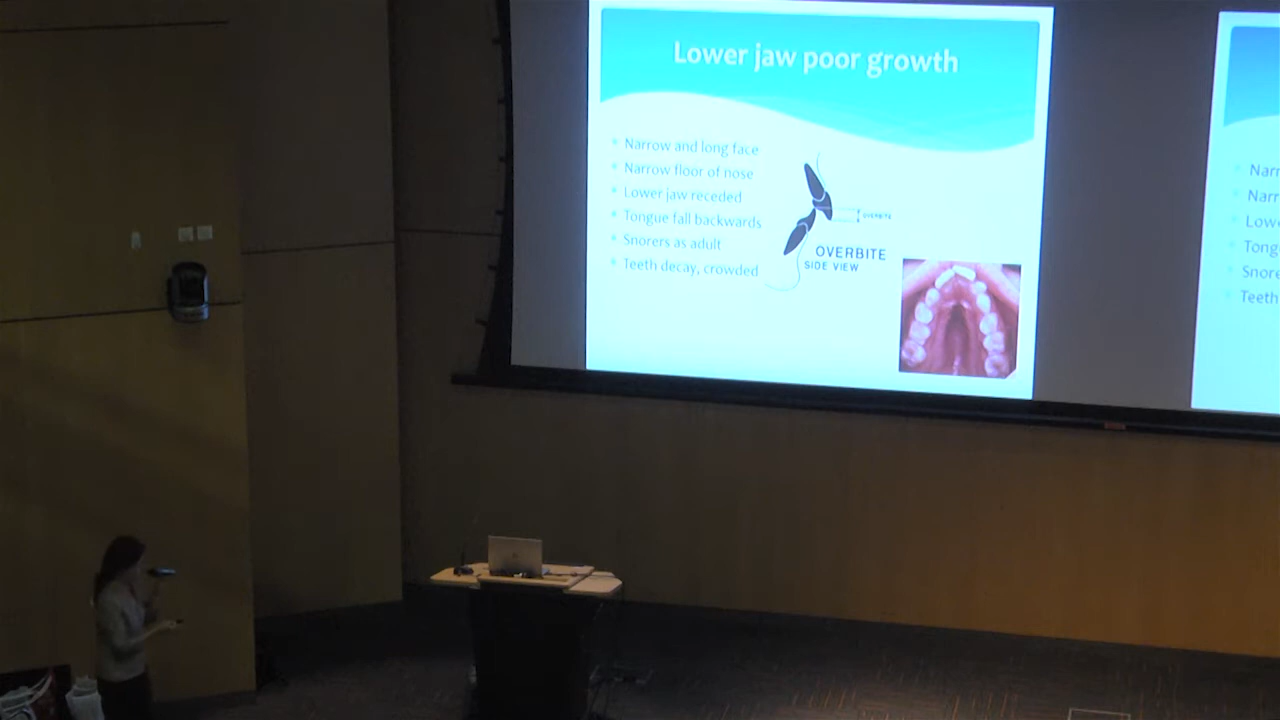 Lower jaw poor growth
Narrow and long face
Narrow floor of nose
Lower jaw receded
Tongue fall backwards
Snorers as adult
Teeth decay, crowded
OVERBITE
OVERBITE
SIDE VIEW
Narr
Narr
Low
Tong
Snore
Teeth